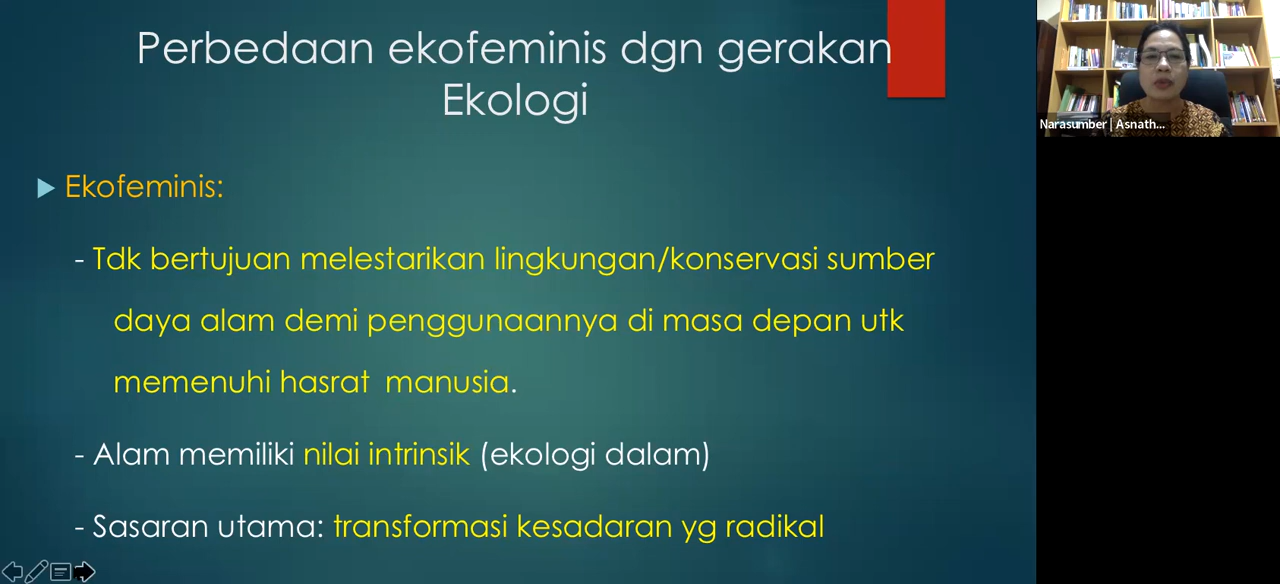 Perbedaan ekofeminis dgn gerakan
Ekologi
Ekofeminis:
- Tdk bertujuan melestarikan lingkungan/konservasi sumber
daya alam demi penggunaannya di masa depan utk
memenuhi hasrat manusia.
- Alam memiliki nilai intrinsik (ekologi dalam)
- Sasaran utama: transformasi kesadaran yg radikal
Narasumber | Asnath...